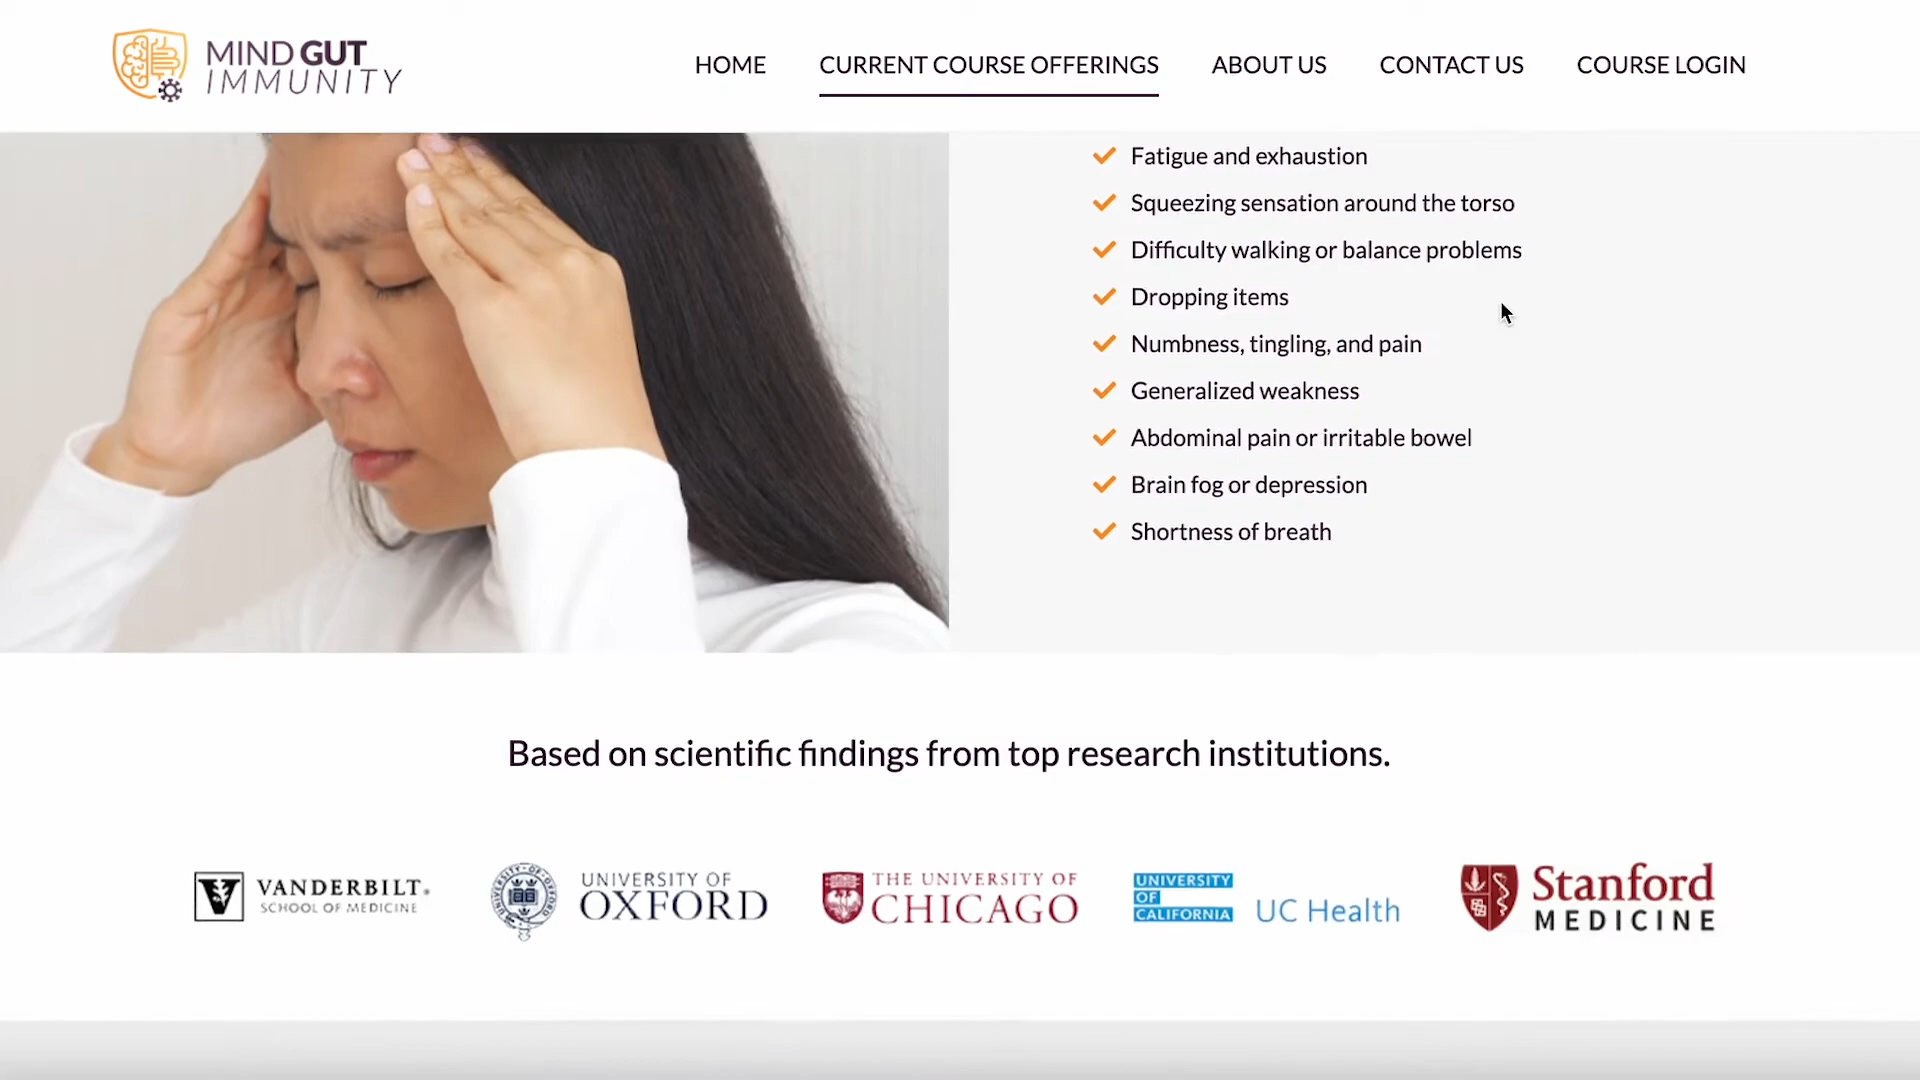 MIND GUT
IMMUNITY
HOME
CURRENT COURSE OFFERINGS
ABOUT US
CONTACT US
COURSE LOGIN
Fatigue and exhaustion
Squeezing sensation around the torso
Difficulty walking or balance problems
Dropping items
Numbness, tingling, and pain
Generalized weakness
Abdominal pain or irritable bowel
Brain fog or depression
Shortness of breath
Based on scientific findings from top research institutions.
V VANDERBILT®
SCHOOL OF MEDICINE
UNIVERSITY OF OXFORD
UNIVERSITY OF
OXFORD
THE UNIVERSITY OF
CHICAGO
UNIVERSITY
OF
CALIFORNIA
UC Health
Stanford
MEDICINE